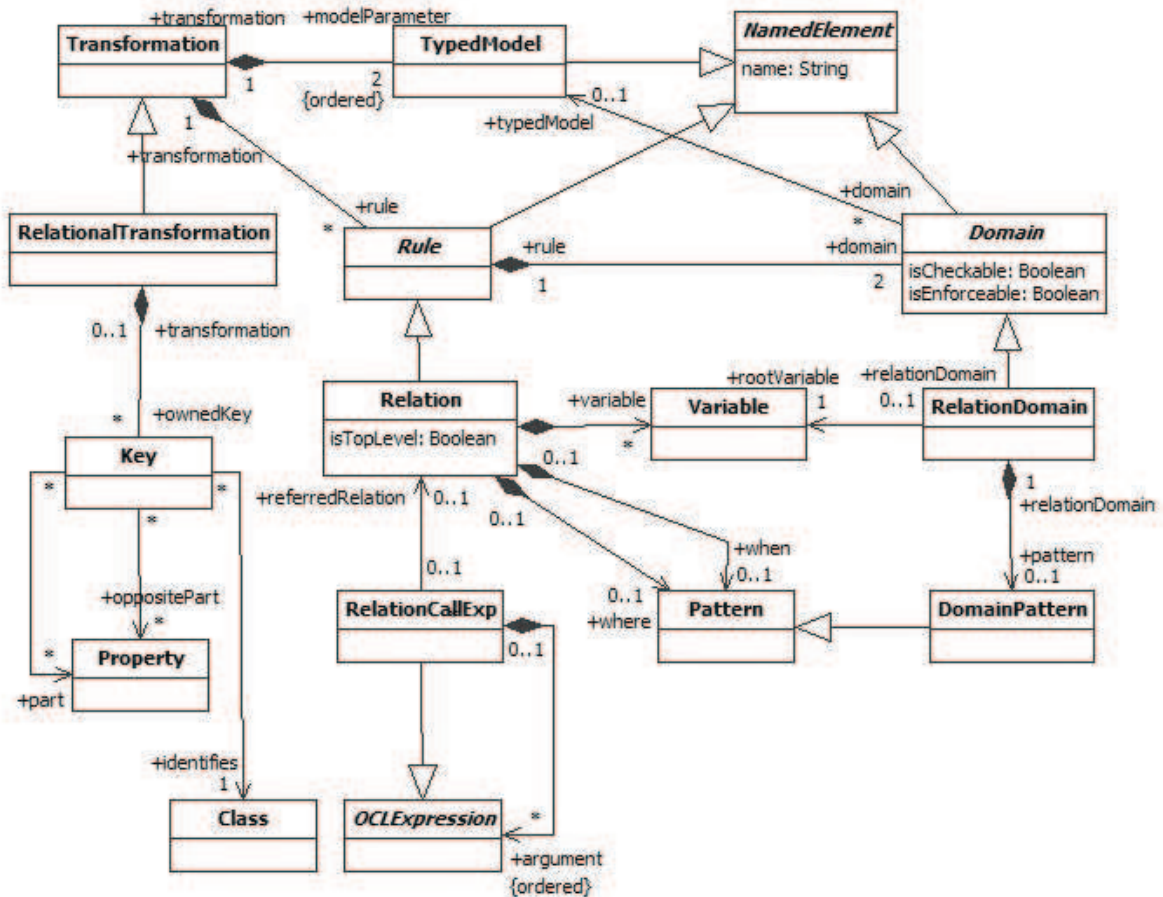 +transformation +modelParameter
Transformation
TypedModel
NamedElement
name: String
1
2
{ordered}
0..1
+typedModel
1
+transformation
+rule
*
+domain
*
RelationalTransformation
Rule
+rule
1
+domain
2
Domain
isCheckable: Boolean
isEnforceable: Boolean
0..1
+transformation
*
+ownedKey
Relation
isTopLevel: Boolean
+variable
*
Variable
+rootVariable
1
+relationDomain
0..1
RelationDomain
Key
*
*
*
+referredRelation
0..1
0..1
0..1
1
+relationDomain
+when
0..1
+pattern
0..1
+oppositePart
*
0..1
RelationCallExp
0..1
0..1
+where
Pattern
DomainPattern
Property
*
+part
+identifies
1
Class
OCLExpression
*
+argument
{ordered}